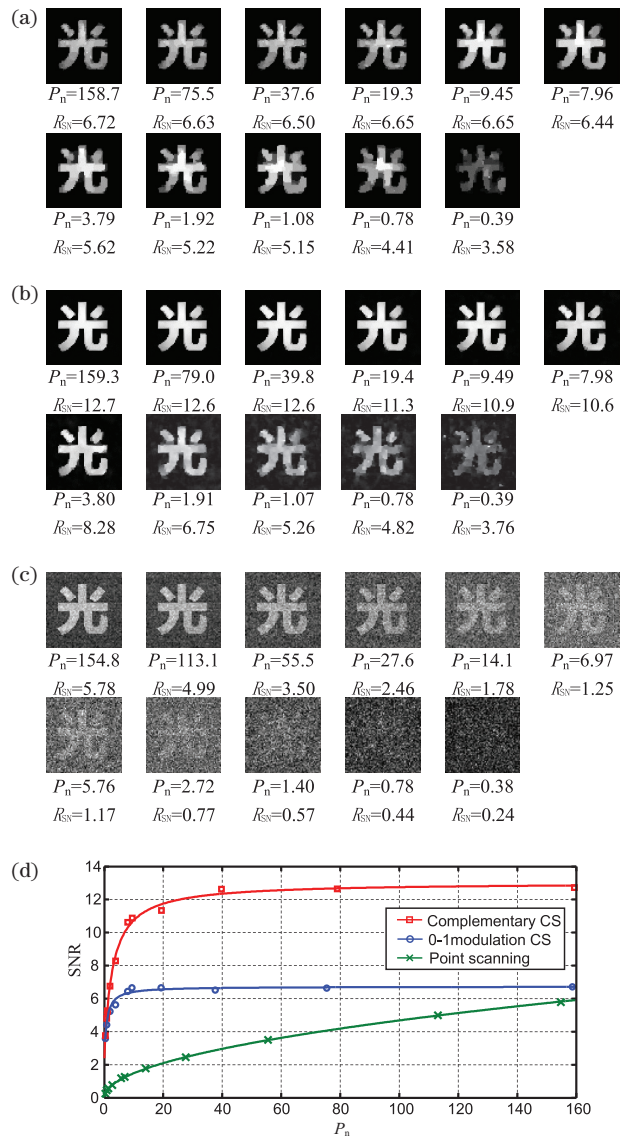 (a)
光 光 光 光 光 光
Pn=158.7 Pn=75.5 Pn=37.6 Pn=19.3 Pn=9.45 Pn=7.96
RSN=6.72 RSN=6.63 RSN=6.50 RSN=6.65 RSN=6.65 RSN=6.44
光 光 光 光 光
Pn=3.79 Pn=1.92 Pn=1.08 Pn=0.78 Pn=0.39
RSN=5.62 RSN=5.22 RSN=5.15 RSN=4.41 RSN=3.58
(b)
光 光 光 光 光 光
Pn=159.3 Pn=79.0 Pn=39.8 Pn=19.4 Pn=9.49 Pn=7.98
RSN=12.7 RSN=12.6 RSN=12.6 RSN=11.3 RSN=10.9 RSN=10.6
光 光 光 光 光
Pn=3.80 Pn=1.91 Pn=1.07 Pn=0.78 Pn=0.39
RSN=8.28 RSN=6.75 RSN=5.26 RSN=4.82 RSN=3.76
(c)
光 光 光 光 光 光
Pn=154.8 Pn=113.1 Pn=55.5 Pn=27.6 Pn=14.1 Pn=6.97
RSN=5.78 RSN=4.99 RSN=3.50 RSN=2.46 RSN=1.78 RSN=1.25
光 光
Pn=5.76 Pn=2.72 Pn=1.40 Pn=0.78 Pn=0.38
RSN=1.17 RSN=0.77 RSN=0.57 RSN=0.44 RSN=0.24
(d)
14
12
10
8
6
4
2
0
SNR
Complementary CS
0-1modulation CS
Point scanning
0 20 40 60 80 100 120 140 160
Pn